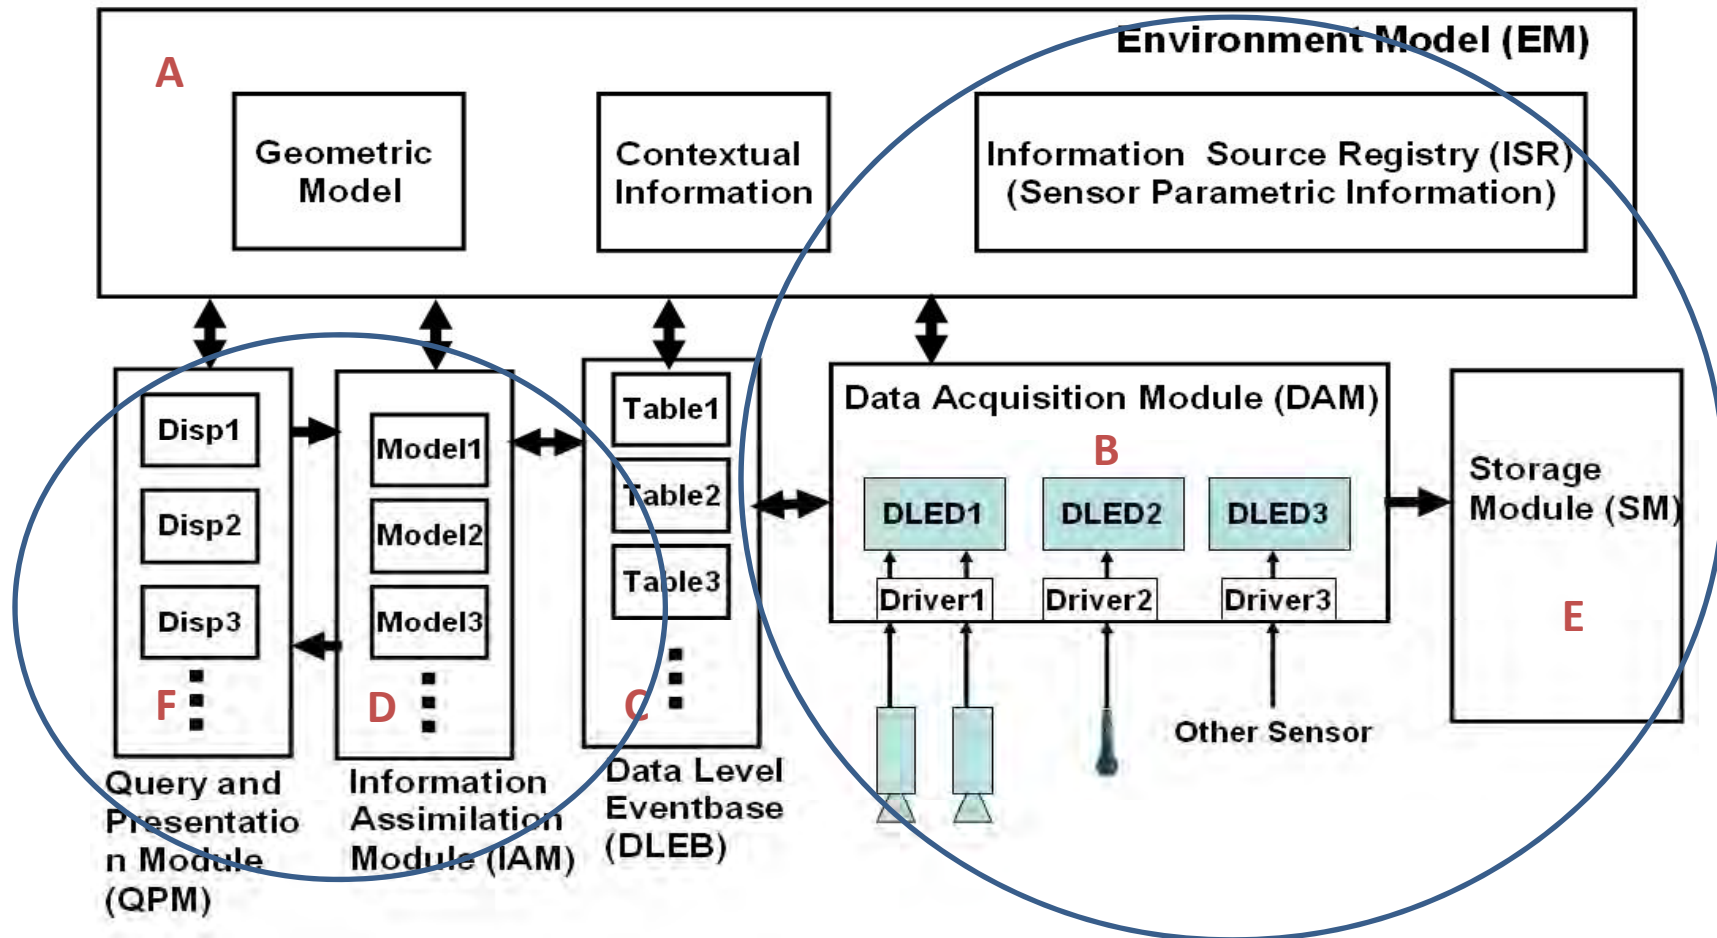 Environment Model (EM)
A
Geometric
Model
Contextual
Information
Information Source Registry (ISR)
(Sensor Parametric Information)
Disp1
Disp2
Disp3
F
Query and
Presentatio
n Module
(QPM)
Model1
Model2
Model3
D
Information
Assimilation
Module (IAM)
Table1
Table2
Table3
C
Data Level
Eventbase
(DLEB)
Data Acquisition Module (DAM)
B
DLED1
DLED2
DLED3
Driver1
Driver2
Driver3
Other Sensor
Storage
Module (SM)
E